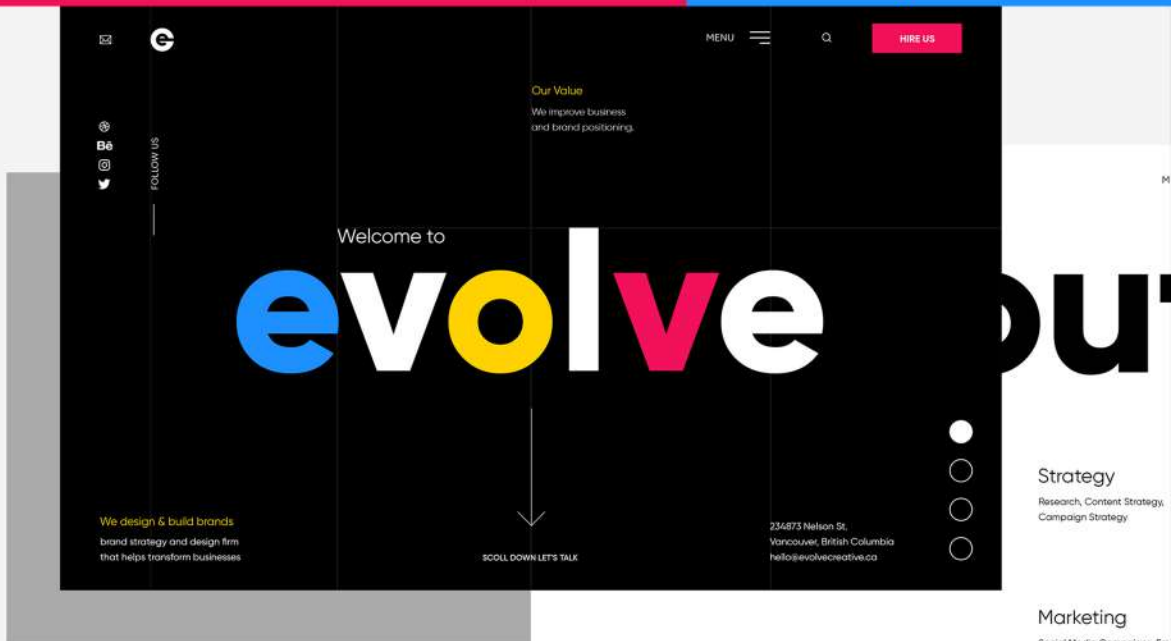 MENU
HIRE US
Our Value
We improve business
and brand positioning.
Bē
FOLLOW US
M
Welcome to
evolve
out
Strategy
Research, Content Strategy,
Campaign Strategy
We design & build brands
brand strategy and design firm
that helps transform businesses
SCOLL DOWN LET'S TALK
234873 Nelson St,
Vancouver, British Columbia
hello@evolvecreative.ca
Marketing